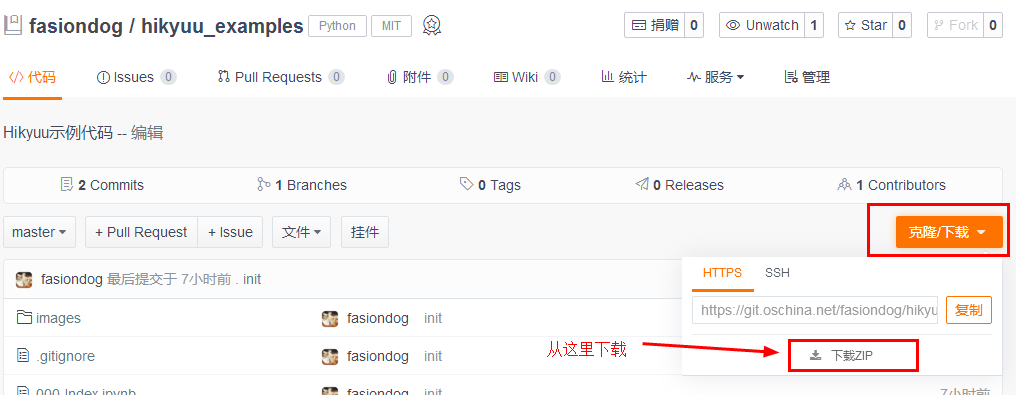 fasiondog / hikyuu_examples Python MIT 捐赠 0 Unwatch 1 Star 0 Fork 0
代码 Issues 0 Pull Requests 0 附件 0 Wiki 0 统计 服务 管理
Hikyuu示例代码 -- 编辑
2 Commits 1 Branches 0 Tags 0 Releases 1 Contributors
master + Pull Request + Issue 文件 挂件 克隆/下载
fasiondog 最后提交于 7小时前 . init
HTTPS SSH
https://git.oschina.net/fasiondog/hikyu 复制
images fasiondog init
从这里下载 下载ZIP
.gitignore fasiondog init
000-Index.ipynb fasiondog init 7小时前